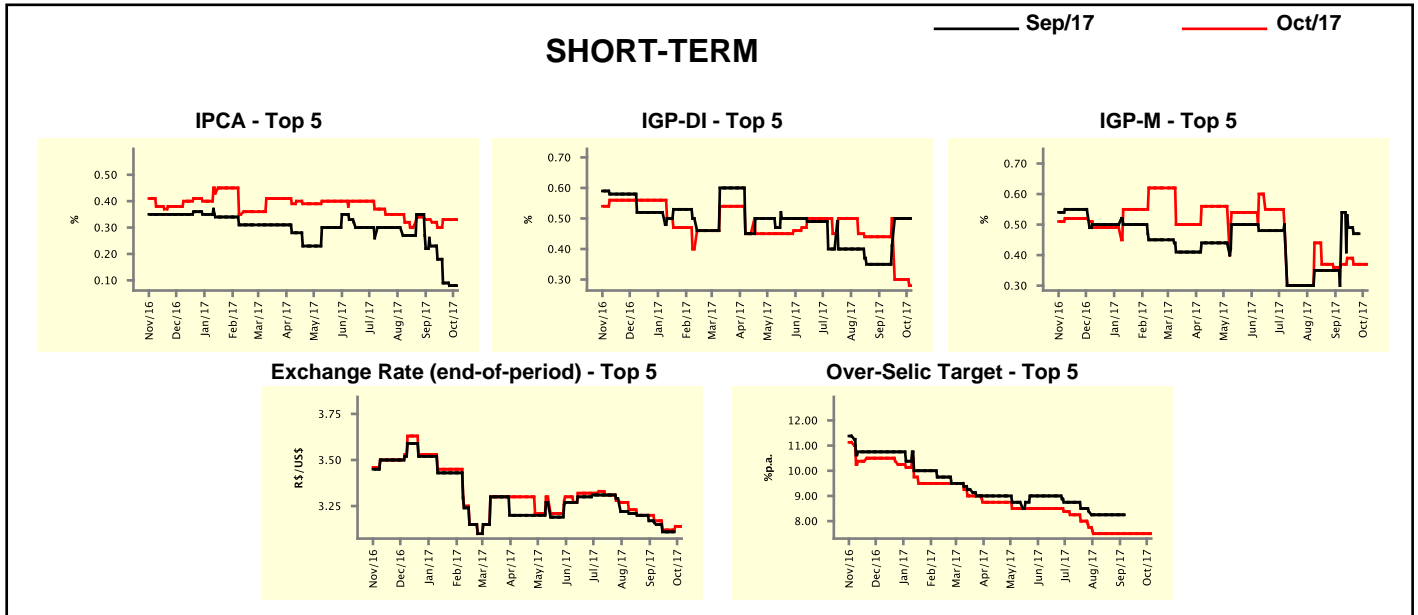 Sep/17 Oct/17
SHORT-TERM
IPCA - Top 5
0.50
0.40
0.30
0.20
0.10
%
Nov/16 Dec/16 Jan/17 Feb/17 Mar/17 Apr/17 May/17 Jun/17 Jul/17 Aug/17 Sep/17 Oct/17
IGP-DI - Top 5
0.70
0.60
0.50
0.40
0.30
%
Nov/16 Dec/16 Jan/17 Feb/17 Mar/17 Apr/17 May/17 Jun/17 Jul/17 Aug/17 Sep/17 Oct/17
IGP-M - Top 5
0.70
0.60
0.50
0.40
0.30
%
Nov/16 Dec/16 Jan/17 Feb/17 Mar/17 Apr/17 May/17 Jun/17 Jul/17 Aug/17 Sep/17 Oct/17
Exchange Rate (end-of-period) - Top 5
3.75
3.50
3.25
R$/US$
Nov/16 Dec/16 Jan/17 Feb/17 Mar/17 Apr/17 May/17 Jun/17 Jul/17 Aug/17 Sep/17 Oct/17
Over-Selic Target - Top 5
12.00
11.00
10.00
9.00
8.00
%p.a.
Nov/16 Dec/16 Jan/17 Feb/17 Mar/17 Apr/17 May/17 Jun/17 Jul/17 Aug/17 Sep/17 Oct/17